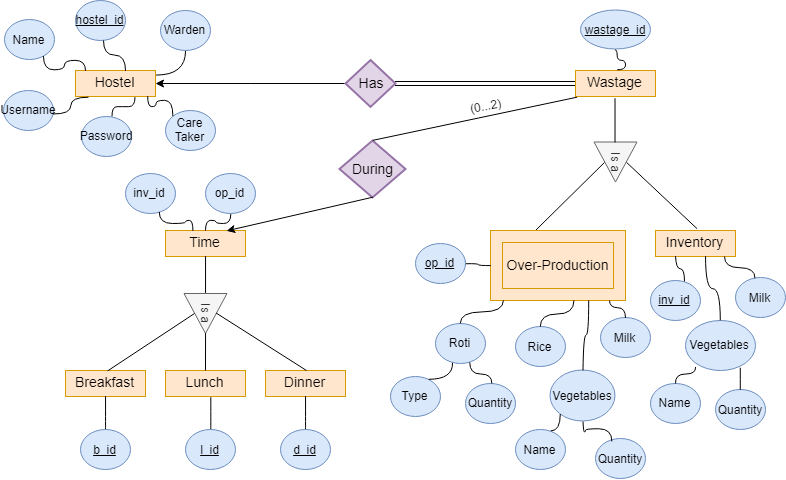 hostel_id
Name
Warden
wastage_id
Hostel
Has
Wastage
Username
Password
Care
Taker
(0...2)
During
Is a
inv_id
op_id
Time
op_id
Over-Production
Inventory
inv_id
Milk
Is a
Roti
Rice
Milk
Vegetables
Breakfast
Lunch
Dinner
Type
Quantity
Vegetables
Name
Quantity
b_id
l_id
d_id
Name
Quantity